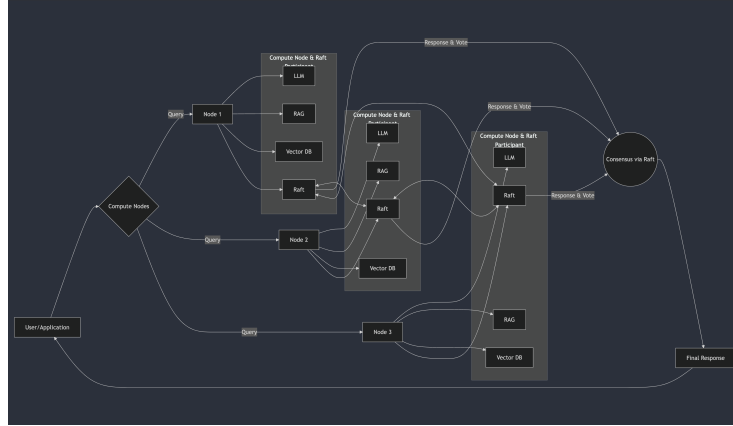 Response & Vote
Compute Node & Raft
Participant
LLM
Response & Vote
Query
Node 1
RAG
Compute Node & Raft
Participant
LLM
Compute Node & Raft
Participant
Vector DB
LLM
Consensus via Raft
RAG
Raft
Raft
Response & Vote
Compute Nodes
Raft
Query
Node 2
Vector DB
RAG
User/Application
Query
Node 3
Vector DB
Final Response